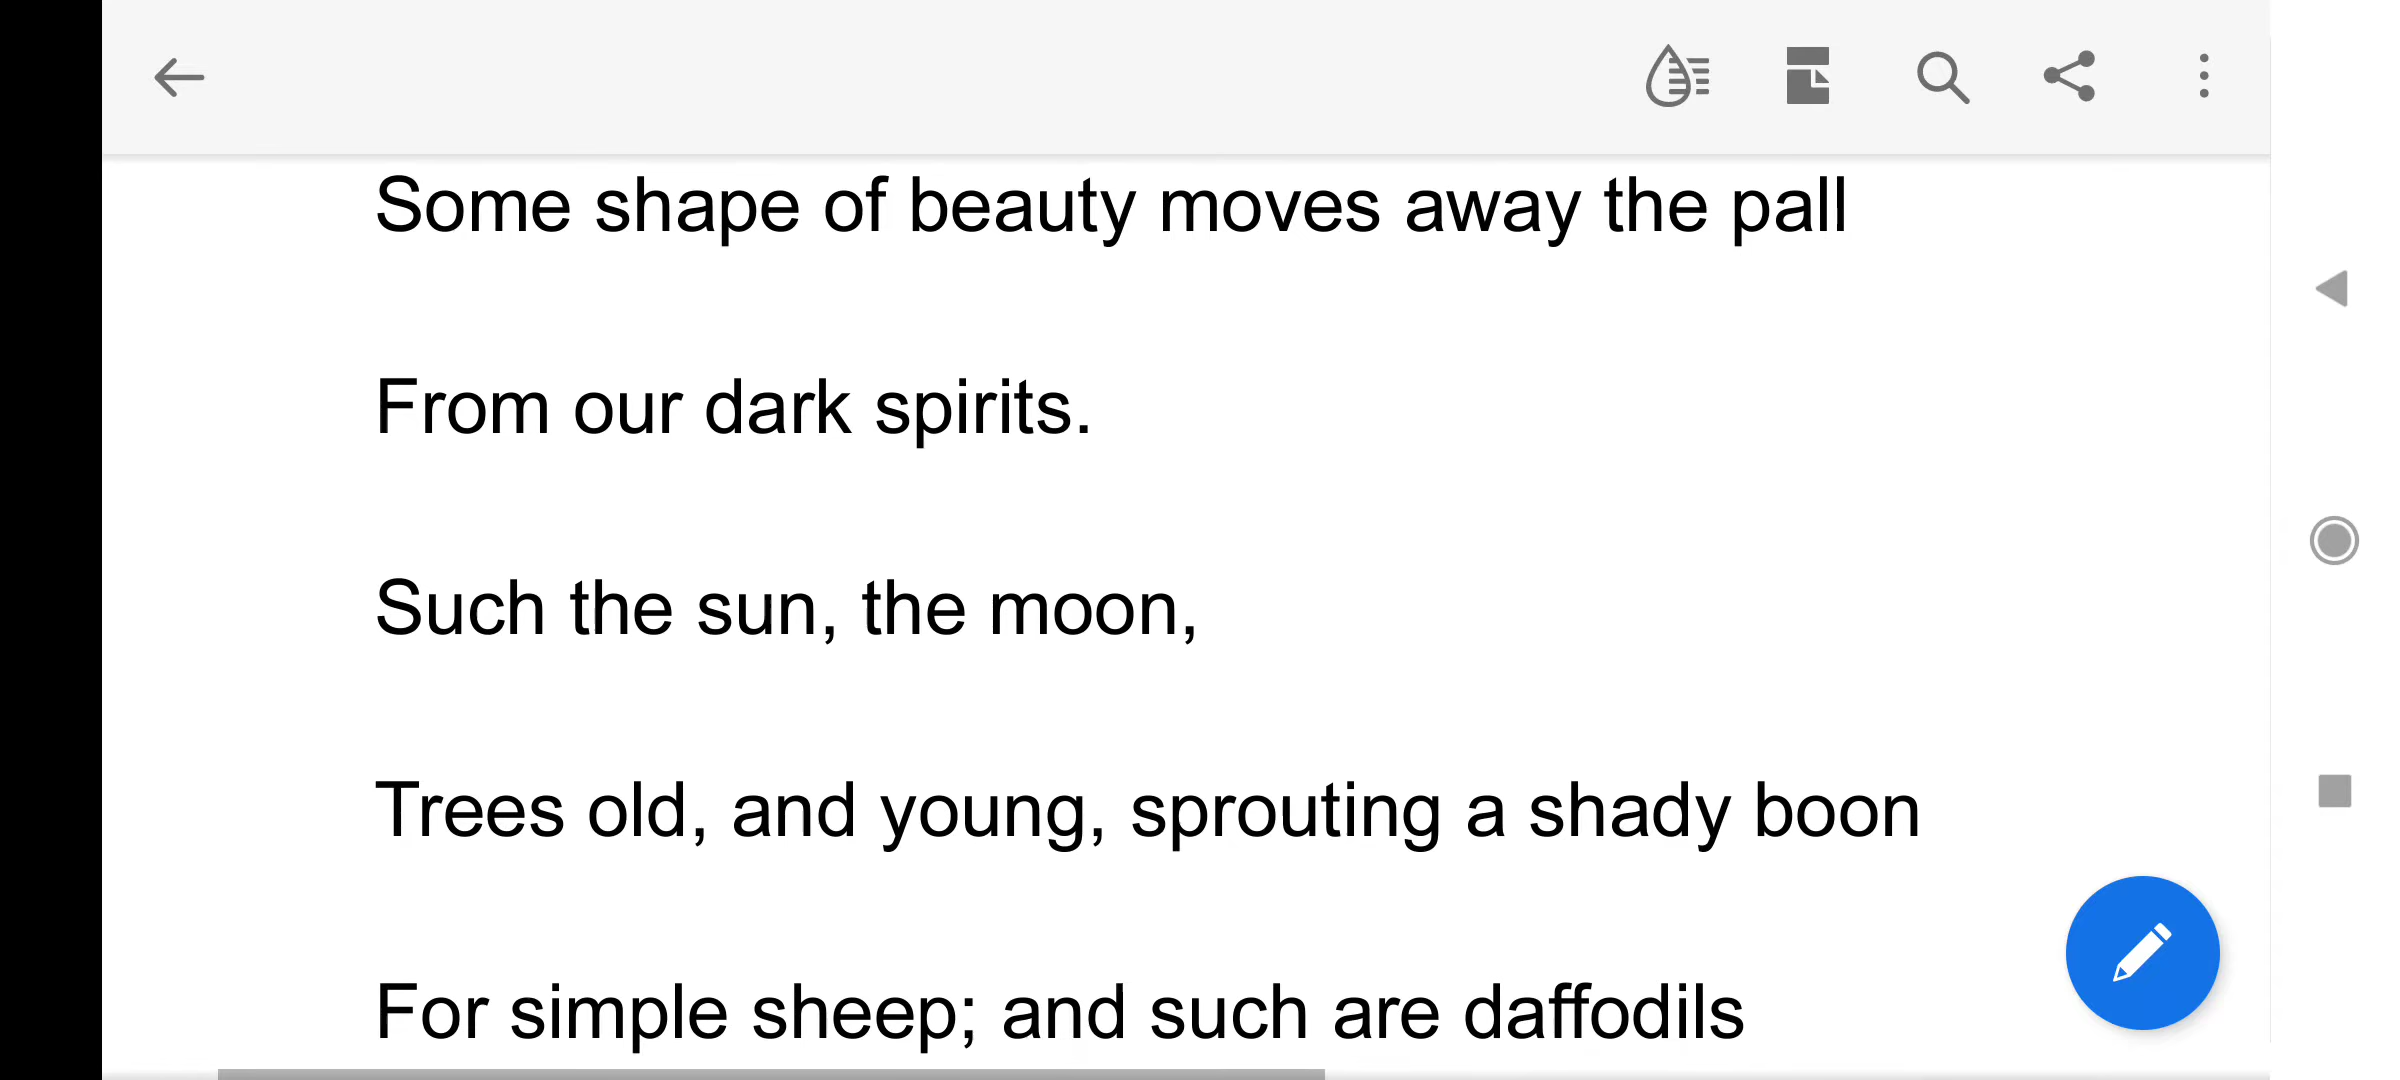 Some shape of beauty moves away the pall
From our dark spirits.
Such the sun, the moon,
Trees old, and young, sprouting a shady boon
For simple sheep; and such are daffodils